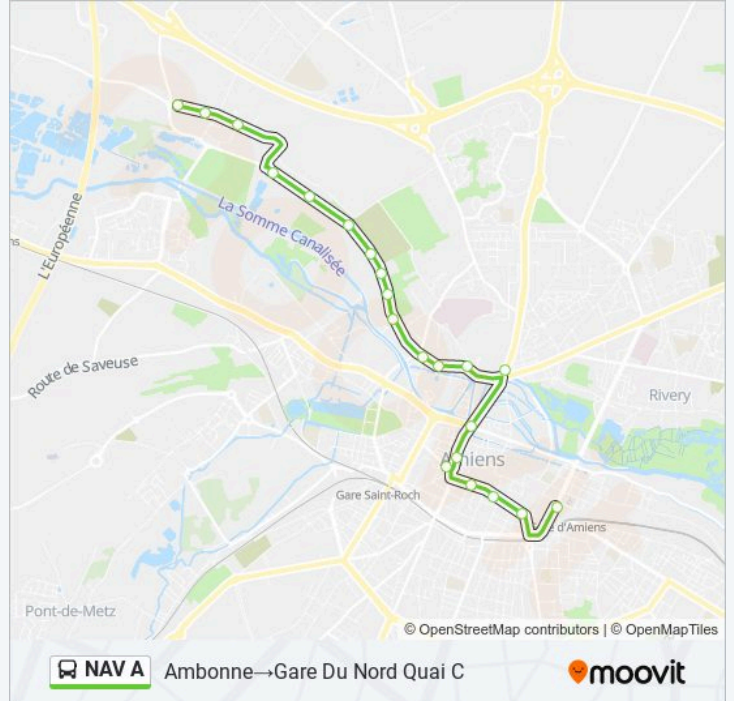 L'Européenne
La Somme Canalisée
ns
Route de Saveuse
Rivery
Amiens
Gare Saint-Roch
e d'Amiens
Pont-de-Metz
© OpenStreetMap contributors | © OpenMapTiles
NAV A Ambonne→Gare Du Nord Quai C moovit